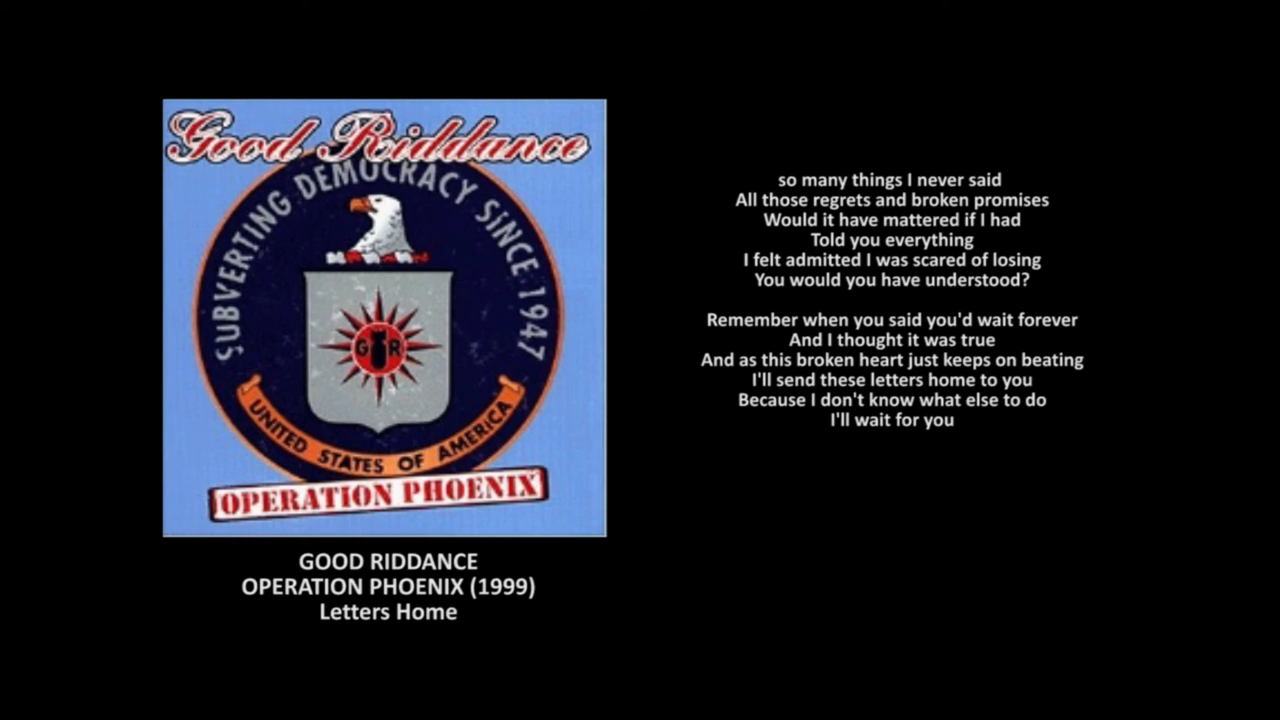 Good Riddance
SUBVERTING DEMOCRACY SINCE 1947
G R
UNITED STATES OF AMERICA
OPERATION PHOENIX
GOOD RIDDANCE
OPERATION PHOENIX (1999)
Letters Home
so many things I never said
All those regrets and broken promises
Would it have mattered if I had
Told you everything
I felt admitted I was scared of losing
You would you have understood?
Remember when you said you'd wait forever
And I thought it was true
And as this broken heart just keeps on beating
I'll send these letters home to you
Because I don't know what else to do
I'll wait for you